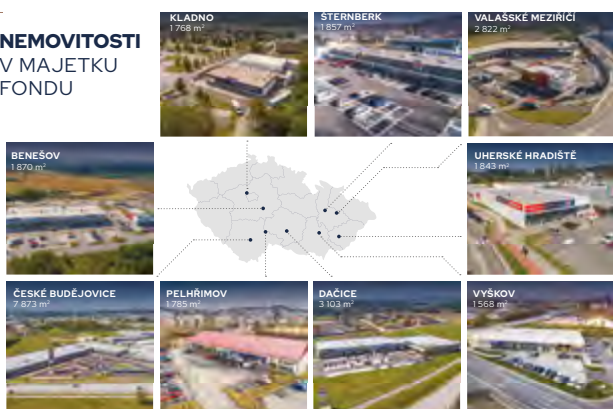 NEMOVITOSTI
V MAJETKU
FONDU
KLADNO
1 768 m²
ŠTERNBERK
1 857 m²
VALAŠSKÉ MEZIŘÍČÍ
2 822 m²
BENEŠOV
1 870 m²
UHERSKÉ HRADIŠTĚ
1 843 m²
ČESKÉ BUDĚJOVICE
7 873 m²
PELHŘIMOV
1 785 m²
DAČICE
3 103 m²
VYŠKOV
1 568 m²